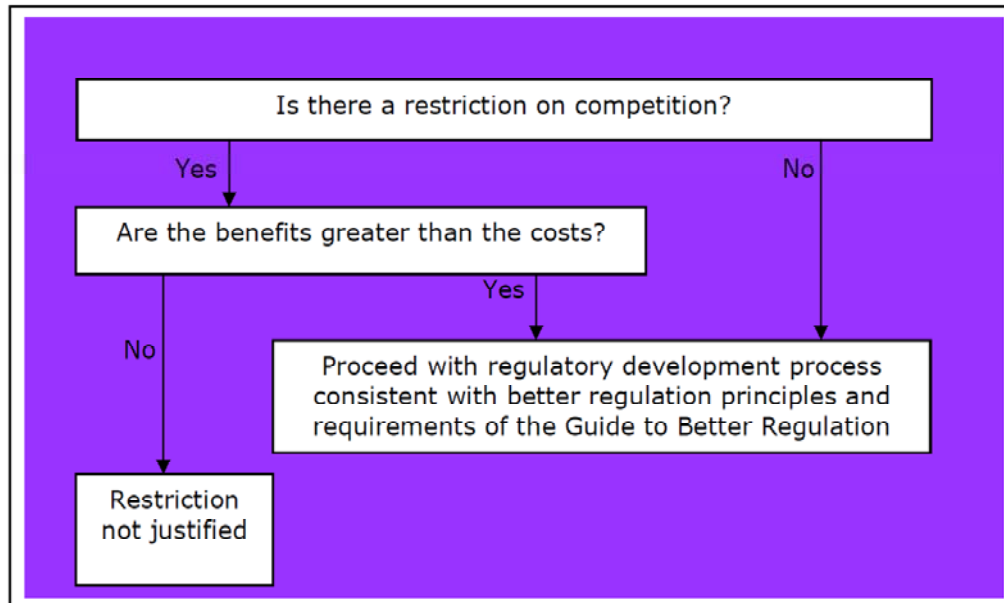 Is there a restriction on competition?
Yes
No
Are the benefits greater than the costs?
Yes
No
Proceed with regulatory development process
consistent with better regulation principles and
requirements of the Guide to Better Regulation
Restriction
not justified